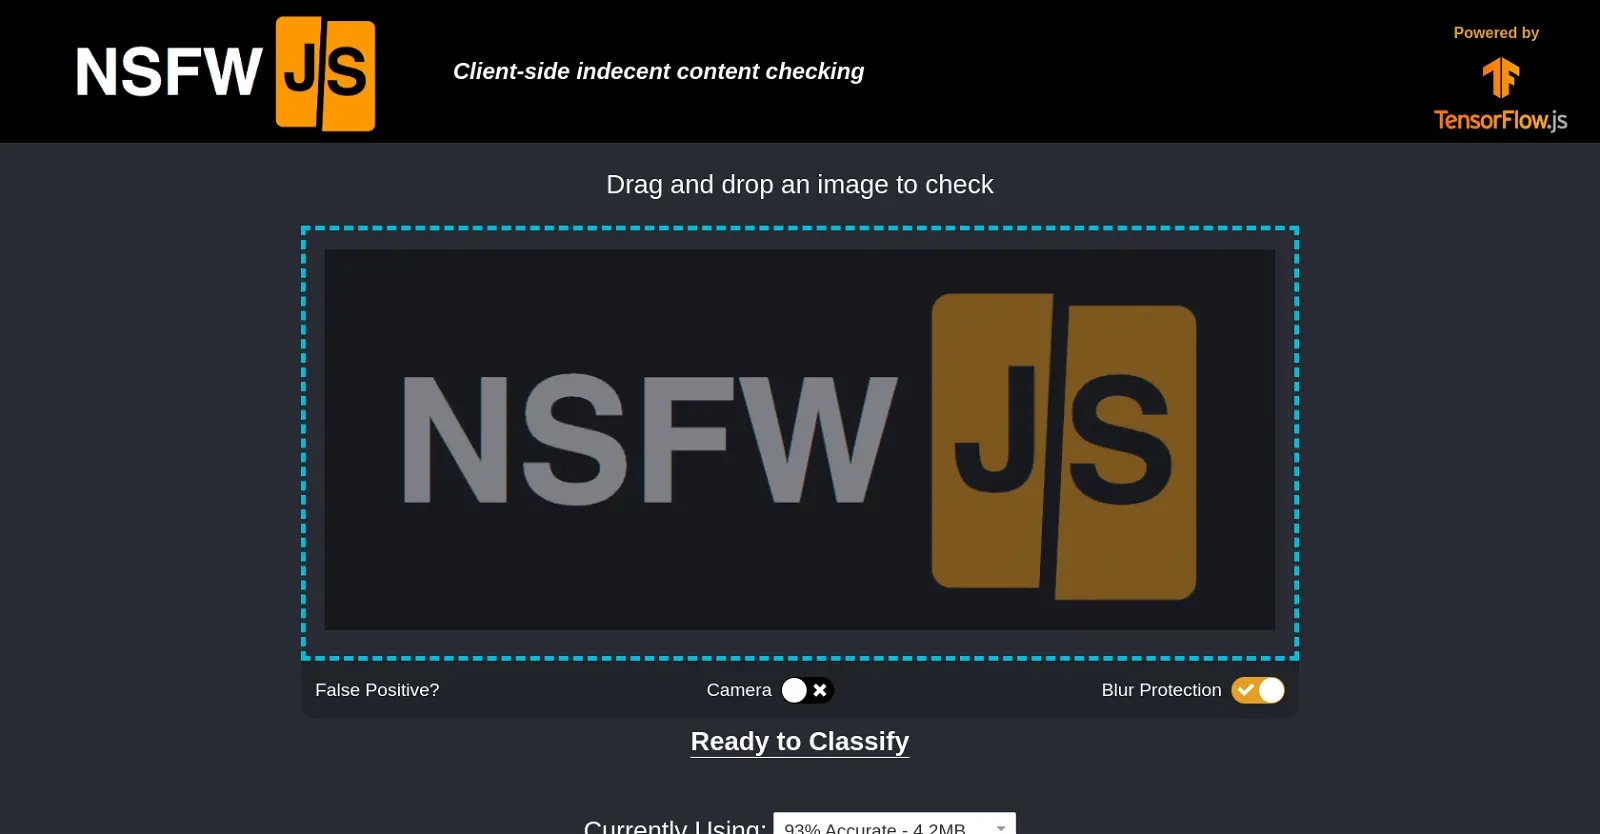 NSFW JS
Client-side indecent content checking
Powered by
TensorFlow.js
Drag and drop an image to check
NSFW JS
False Positive?
Camera
Blur Protection
Ready to Classify
Currently Using: 93% Accurate - 4.2MB